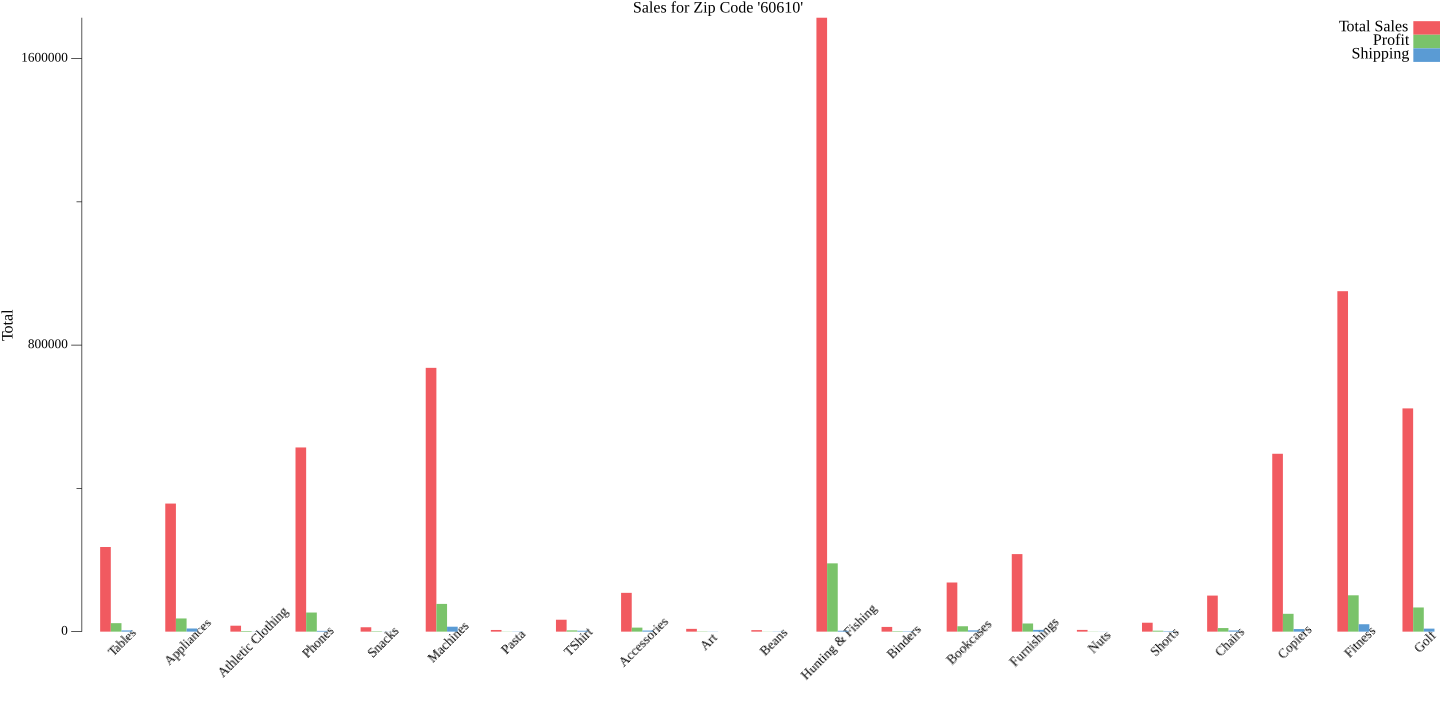 Sales for Zip Code '60610'
Total Sales
Profit
Shipping
1600000
800000
0
Total
Tables
Appliances
Athletic Clothing
Phones
Snacks
Machines
Pasta
TShirt
Accessories
Art
Beans
Hunting & Fishing
Binders
Bookcases
Furnishings
Nuts
Shorts
Chairs
Copiers
Fitness
Golf